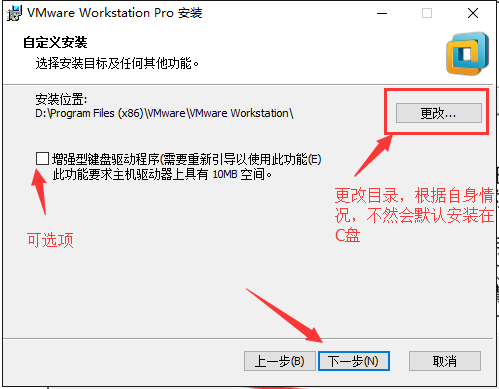 VMware Workstation Pro 安装
自定义安装
选择安装目标及任何其他功能。
安装位置:
D:\Program Files (x86)\VMware\VMware Workstation\
更改...
增强型键盘驱动程序(需要重新引导以使用此功能(E)
此功能要求主机驱动器上具有 10MB 空间。
更改目录，根据自身情
况，不然会默认安装在
C盘
可选项
上一步(B)
下一步(N)
取消